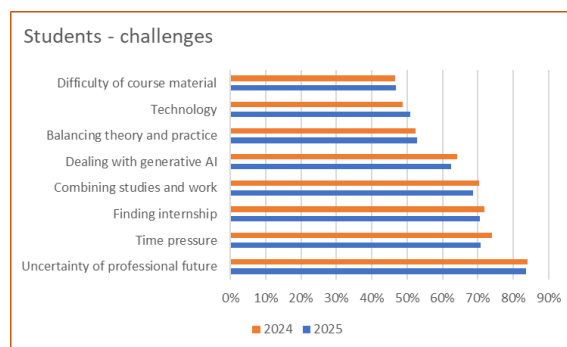 Students - challenges
Difficulty of course material
Technology
Balancing theory and practice
Dealing with generative AI
Combining studies and work
Finding internship
Time pressure
Uncertainty of professional future
0% 10% 20% 30% 40% 50% 60% 70% 80% 90%
2024 2025